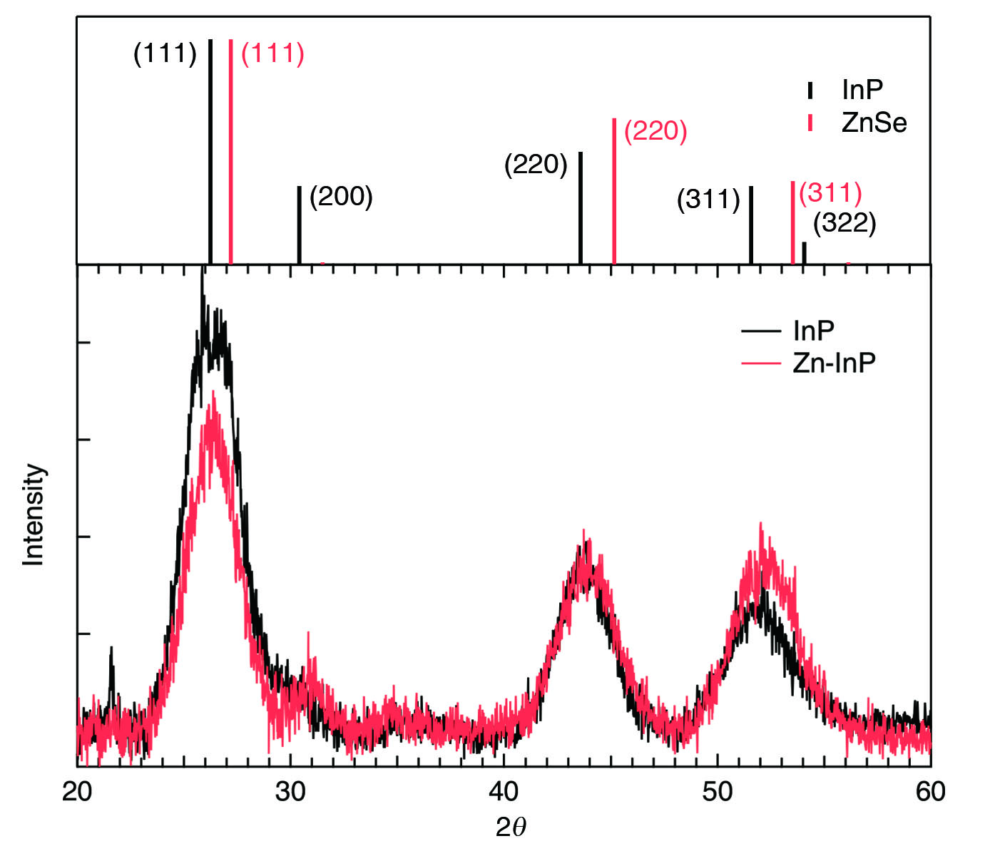 (111)
(111)
InP
ZnSe
(220)
(220)
(200)
(311)
(311)
(322)
InP
Zn-InP
Intensity
20
30
40
50
60
2θ